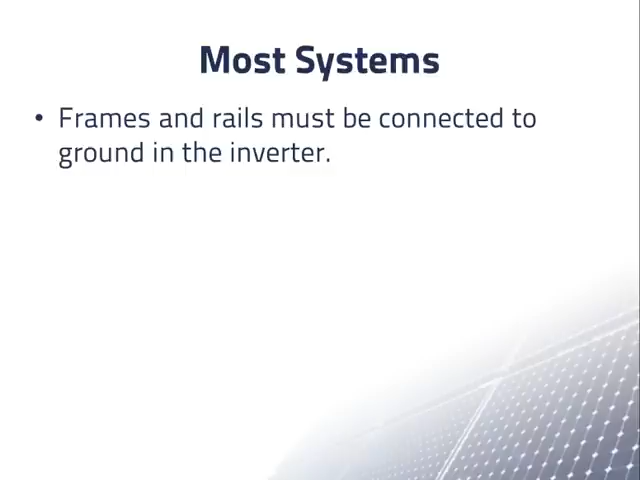 Most Systems
• Frames and rails must be connected to
ground in the inverter.